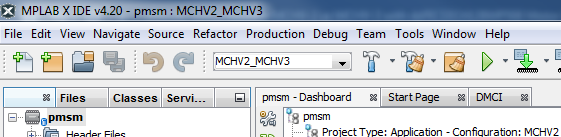 MPLAB X IDE v4.20 - pmsm : MCHV2_MCHV3
File Edit View Navigate Source Refactor Production Debug Team Tools Window Help
MCHV2_MCHV3
Files Classes Servi... pmsm - Dashboard Start Page DMCI
pmsm
Header Files
pmsm
Project Type: Application - Configuration: MCHV2